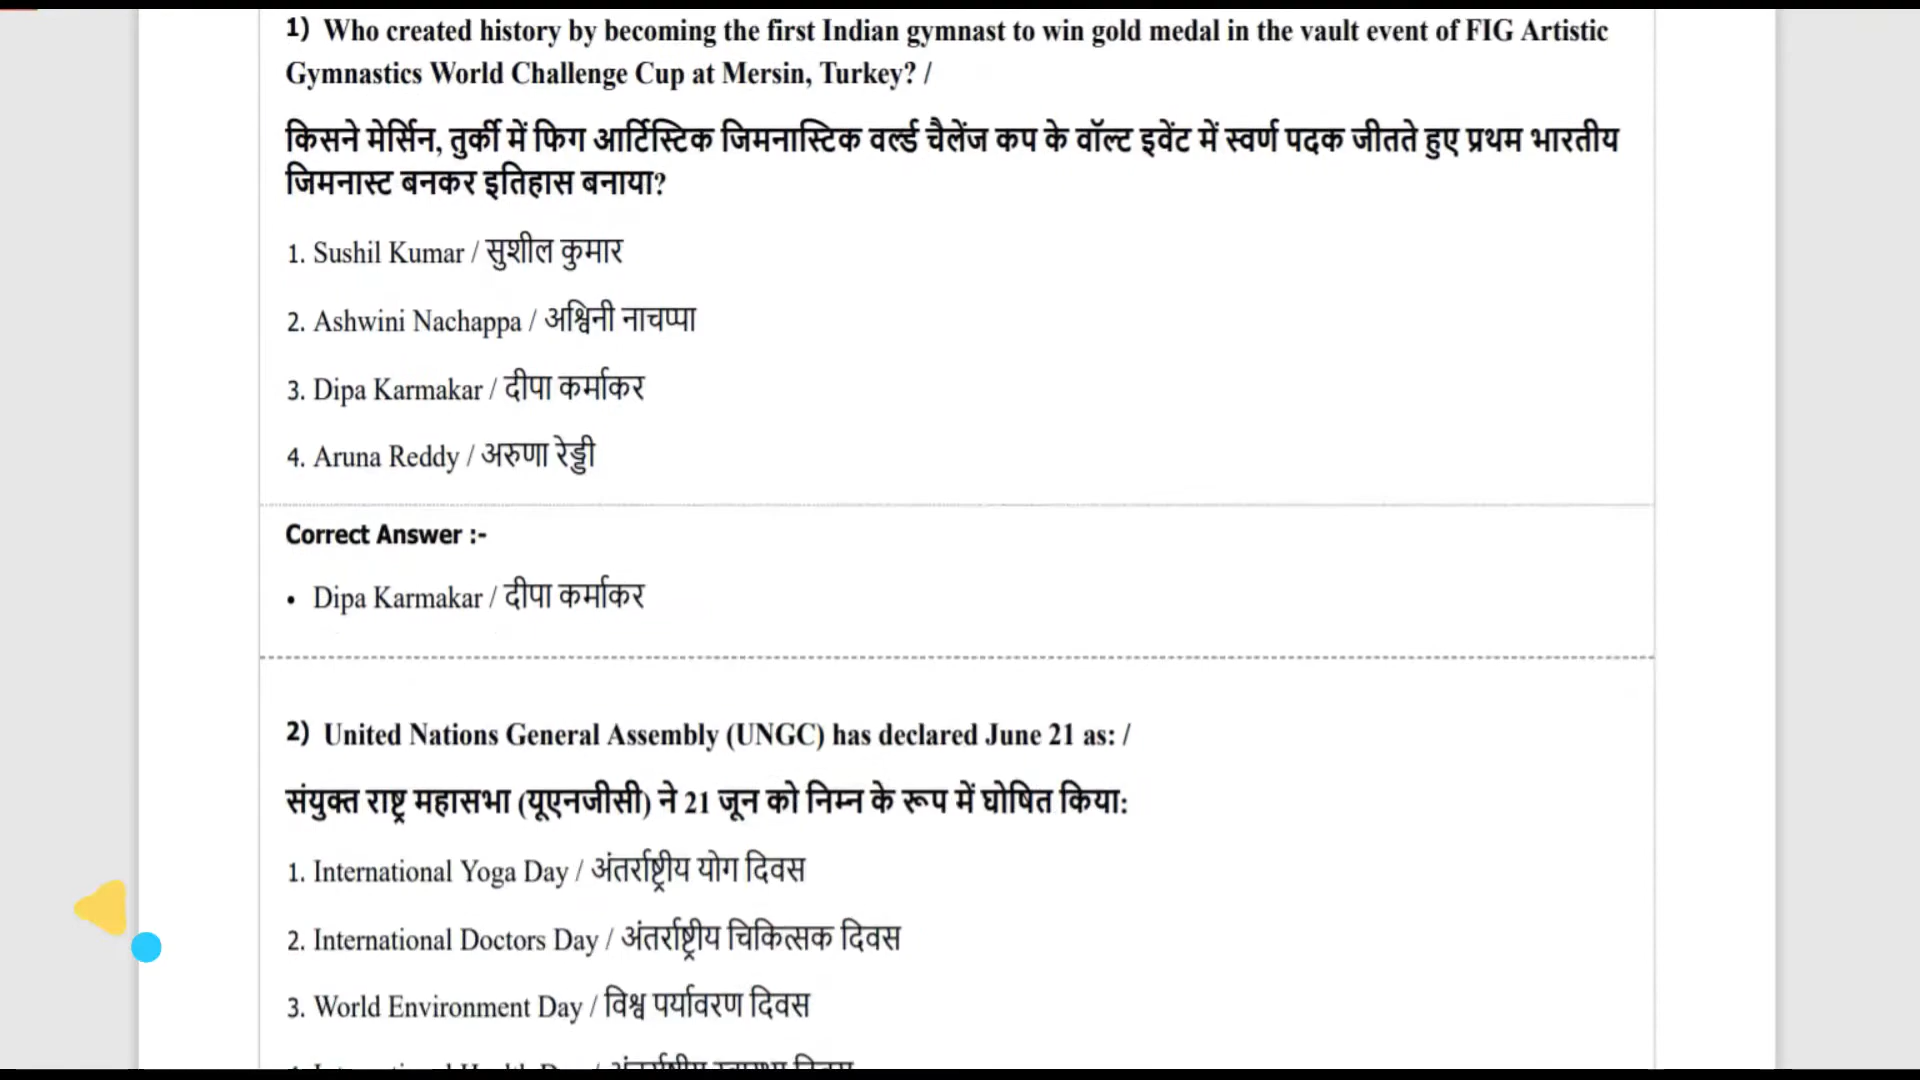 1) Who created history by becoming the first Indian gymnast to win gold medal in the vault event of FIG Artistic
Gymnastics World Challenge Cup at Mersin, Turkey? /
किसने मेर्सिन, तुर्की में फिग आर्टिस्टिक जिमनास्टिक वर्ल्ड चैलेंज कप के वॉल्ट इवेंट में स्वर्ण पदक जीतते हुए प्रथम भारतीय
जिमनास्ट बनकर इतिहास बनाया?
1. Sushil Kumar / सुशील कुमार
2. Ashwini Nachappa / अश्विनी नाचप्पा
3. Dipa Karmakar / दीपा कर्माकर
4. Aruna Reddy / अरुणा रेड्डी
Correct Answer :-
• Dipa Karmakar / दीपा कर्माकर
2) United Nations General Assembly (UNGC) has declared June 21 as: /
संयुक्त राष्ट्र महासभा (यूएनजीसी) ने 21 जून को निम्न के रूप में घोषित किया:
1. International Yoga Day / अंतर्राष्ट्रीय योग दिवस
2. International Doctors Day / अंतर्राष्ट्रीय चिकित्सक दिवस
3. World Environment Day / विश्व पर्यावरण दिवस